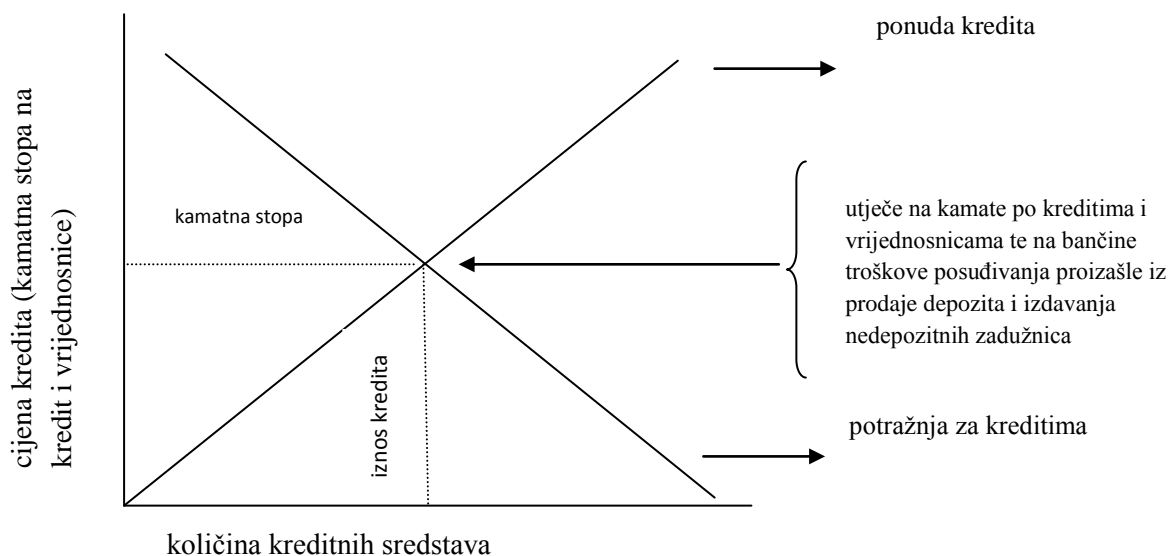 ponuda kredita
cijena kredita (kamatna stopa na
kredit i vrijednosnice)
kamatna stopa
utječe na kamate po kreditima i
vrijednosnicama te na bančine
troškove posuđivanja proizašle iz
prodaje depozita i izdavanja
nedepozitnih zadužnica
iznos kredita
potražnja za kreditima
količina kreditnih sredstava